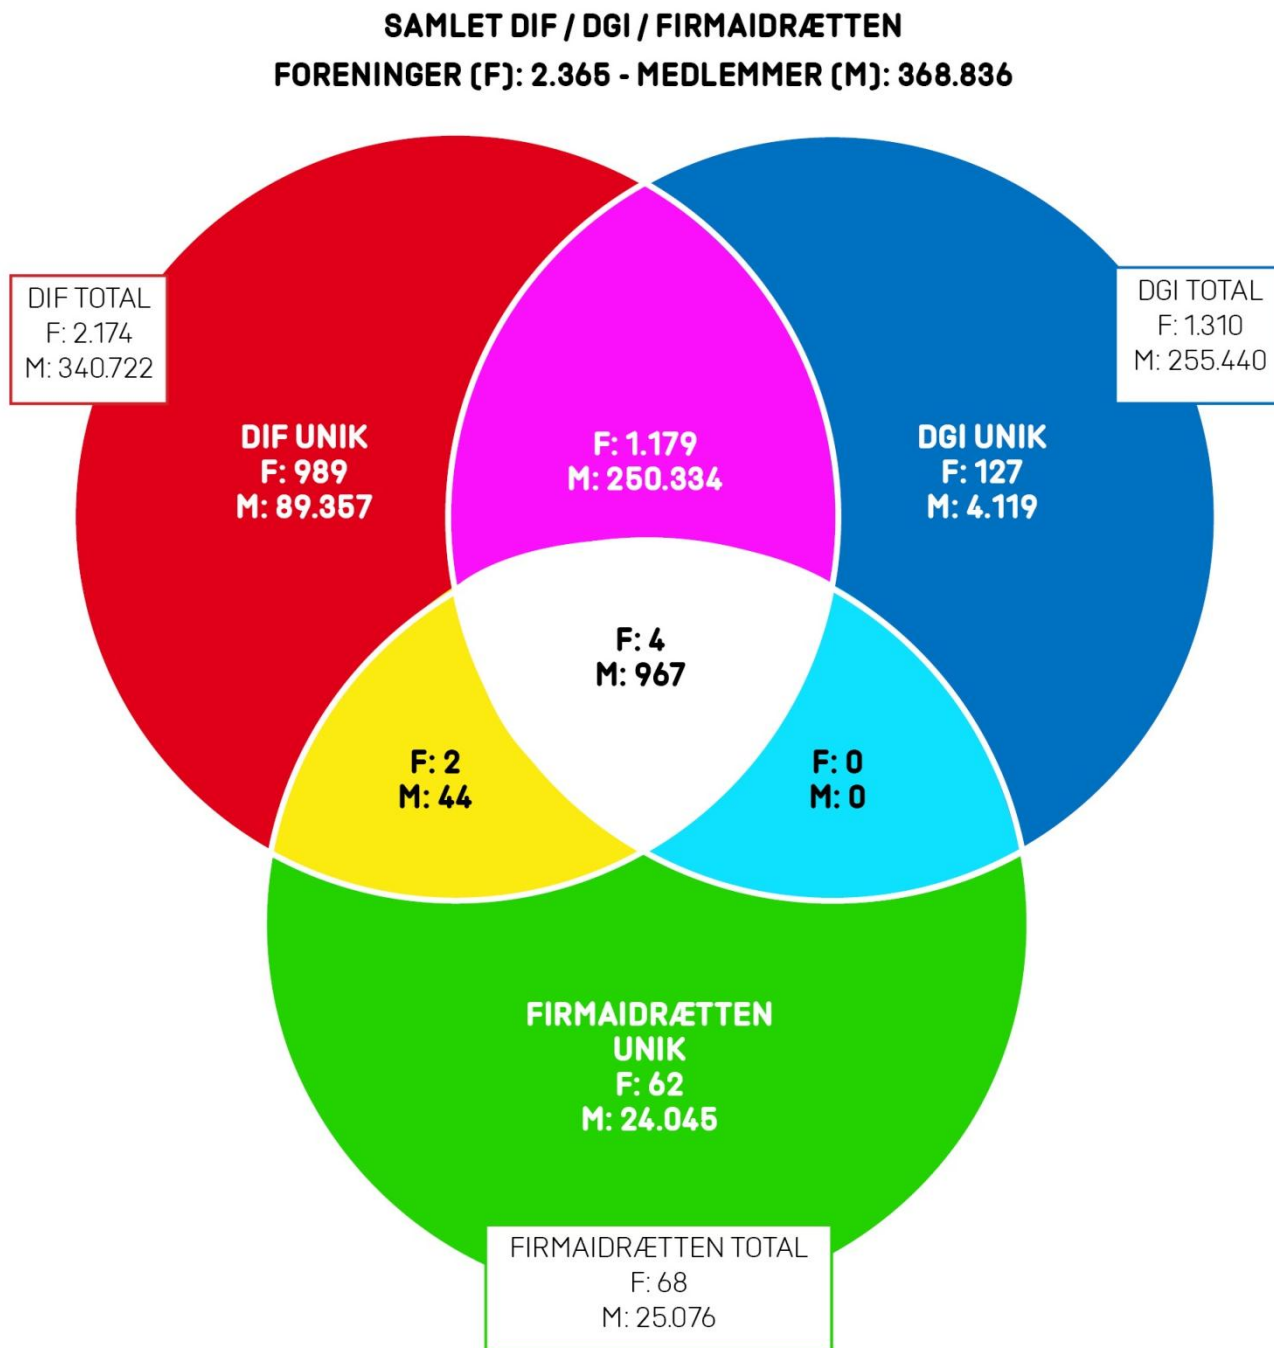 SAMLET DIF / DGI / FIRMAIDRÆTTEN
FORENINGER (F): 2.365 - MEDLEMMER (M): 368.836
DIF TOTAL
F: 2.174
M: 340.722
DGI TOTAL
F: 1.310
M: 255.440
DIF UNIK
F: 989
M: 89.357
F: 1.179
M: 250.334
DGI UNIK
F: 127
M: 4.119
F: 4
M: 967
F: 2
M: 44
F: 0
M: 0
FIRMAIDRÆTTEN
UNIK
F: 62
M: 24.045
FIRMAIDRÆTTEN TOTAL
F: 68
M: 25.076